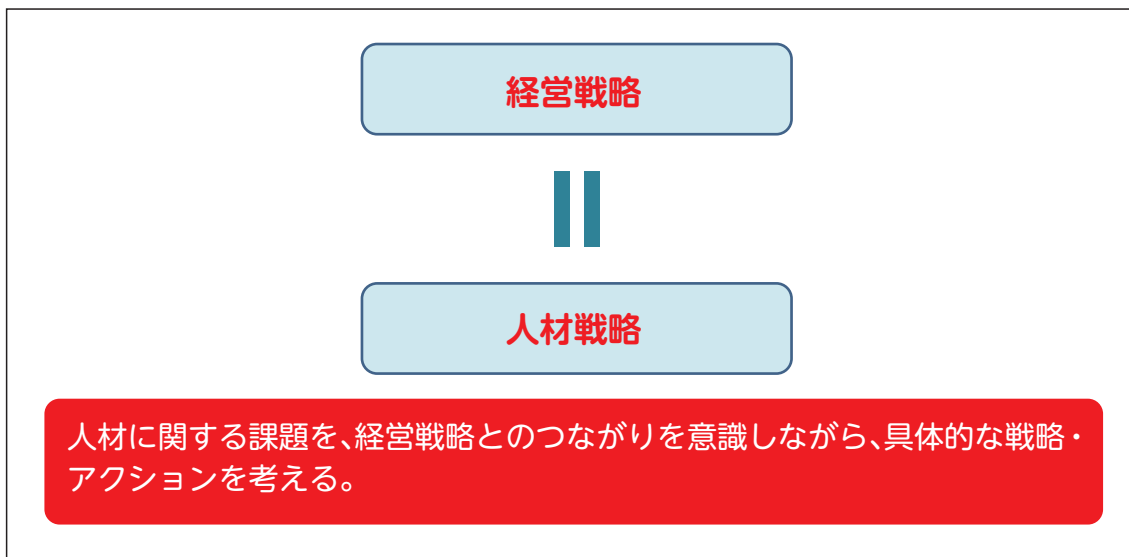 経営戦略
人材戦略
人材に関する課題を、経営戦略とのつながりを意識しながら、具体的な戦略・
アクションを考える。